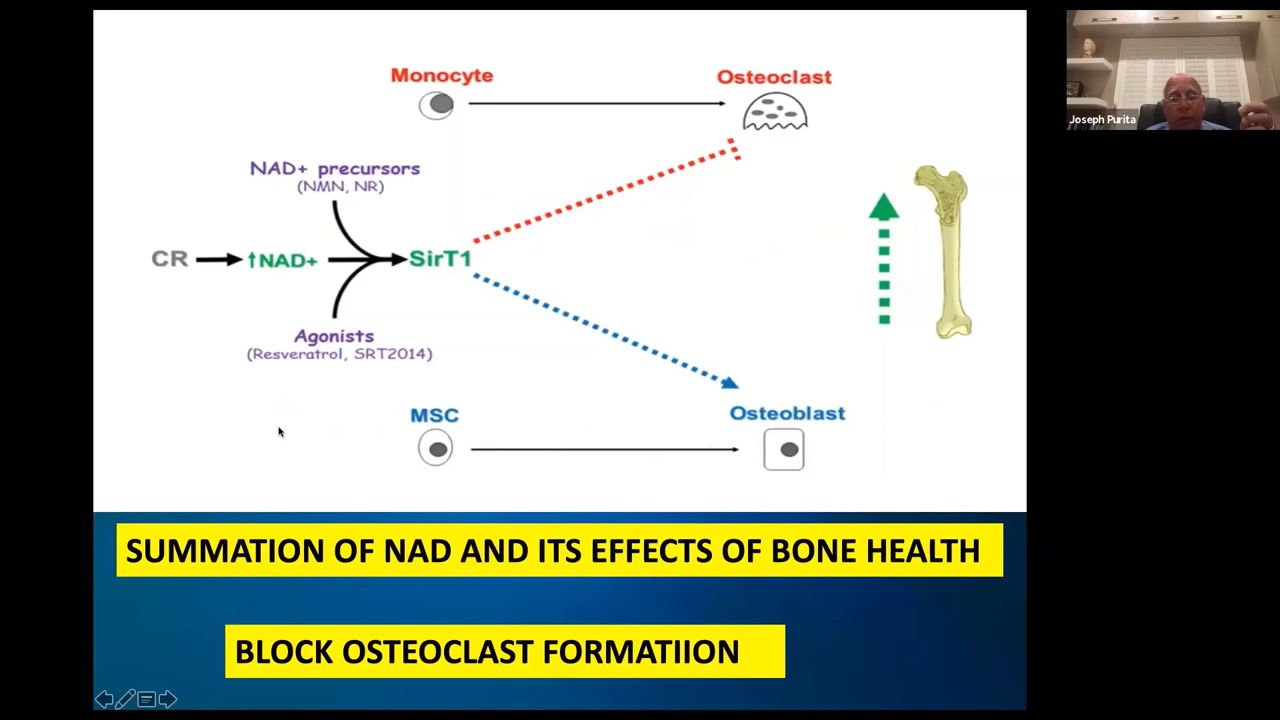 Monocyte
Osteoclast
Joseph Purita
NAD+ precursors
(NMN, NR)
CR
↑NAD+
SirT1
Agonists
(Resveratrol, SRT2014)
MSC
Osteoblast
SUMMATION OF NAD AND ITS EFFECTS OF BONE HEALTH
BLOCK OSTEOCLAST FORMATIION